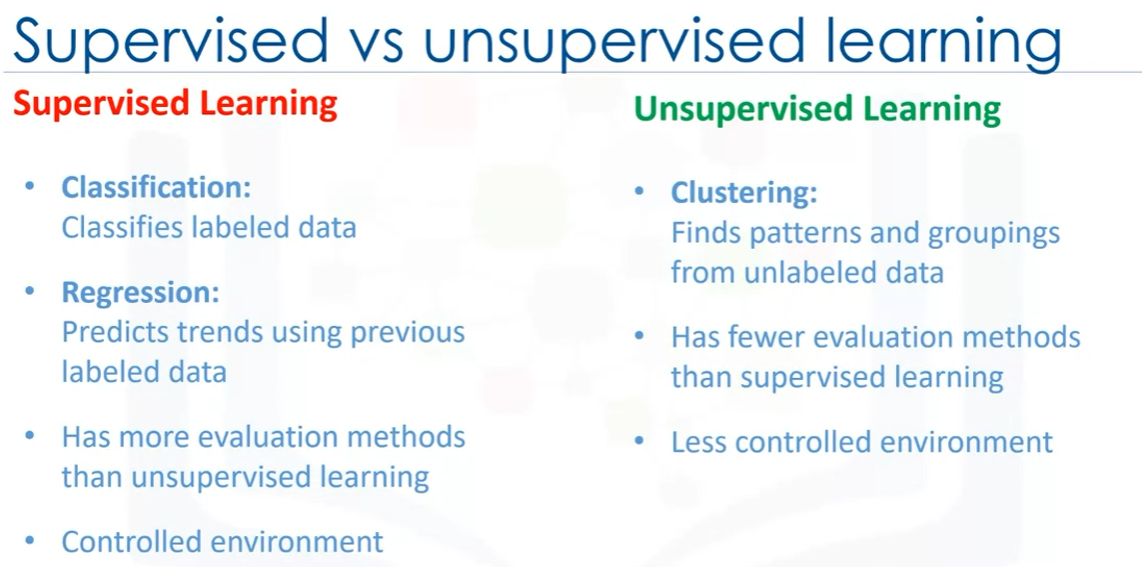 Supervised vs unsupervised learning
Supervised Learning
• Classification:
Classifies labeled data
• Regression:
Predicts trends using previous
labeled data
• Has more evaluation methods
than unsupervised learning
• Controlled environment
Unsupervised Learning
• Clustering:
Finds patterns and groupings
from unlabeled data
• Has fewer evaluation methods
than supervised learning
• Less controlled environment